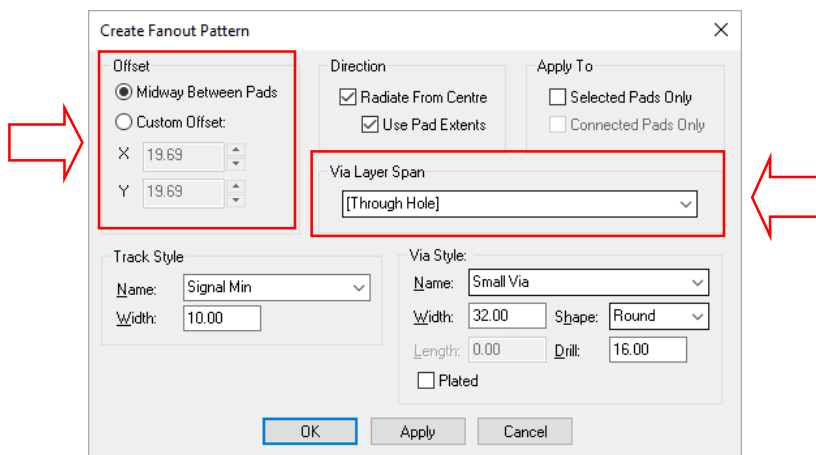 Create Fanout Pattern
Offset
Midway Between Pads
Custom Offset:
X 19.69
Y 19.69
Direction
Radiate From Centre
Use Pad Extents
Apply To
Selected Pads Only
Connected Pads Only
Via Layer Span
[Through Hole]
Track Style
Name: Signal Min
Width: 10.00
Via Style:
Name: Small Via
Width: 32.00 Shape: Round
Length: 0.00 Drill: 16.00
Plated
OK Apply Cancel